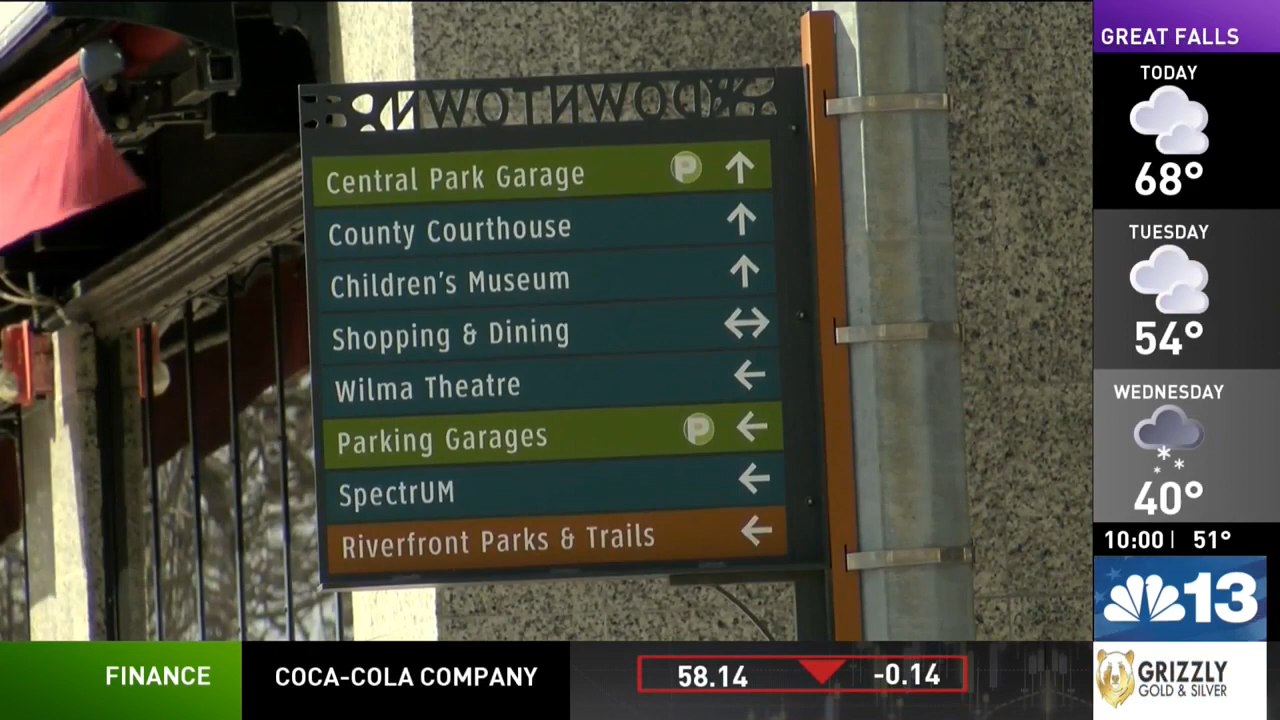 DOWNTOWN
Central Park Garage P ↑
County Courthouse ↑
Children's Museum ↑
Shopping & Dining ↔
Wilma Theatre ←
Parking Garages P ←
SpectrUM ←
Riverfront Parks & Trails ←
GREAT FALLS
TODAY
68°
TUESDAY
54°
WEDNESDAY
40°
10:00 | 51°
13
GRIZZLY
GOLD & SILVER
FINANCE COCA-COLA COMPANY 58.14 ▼ -0.14